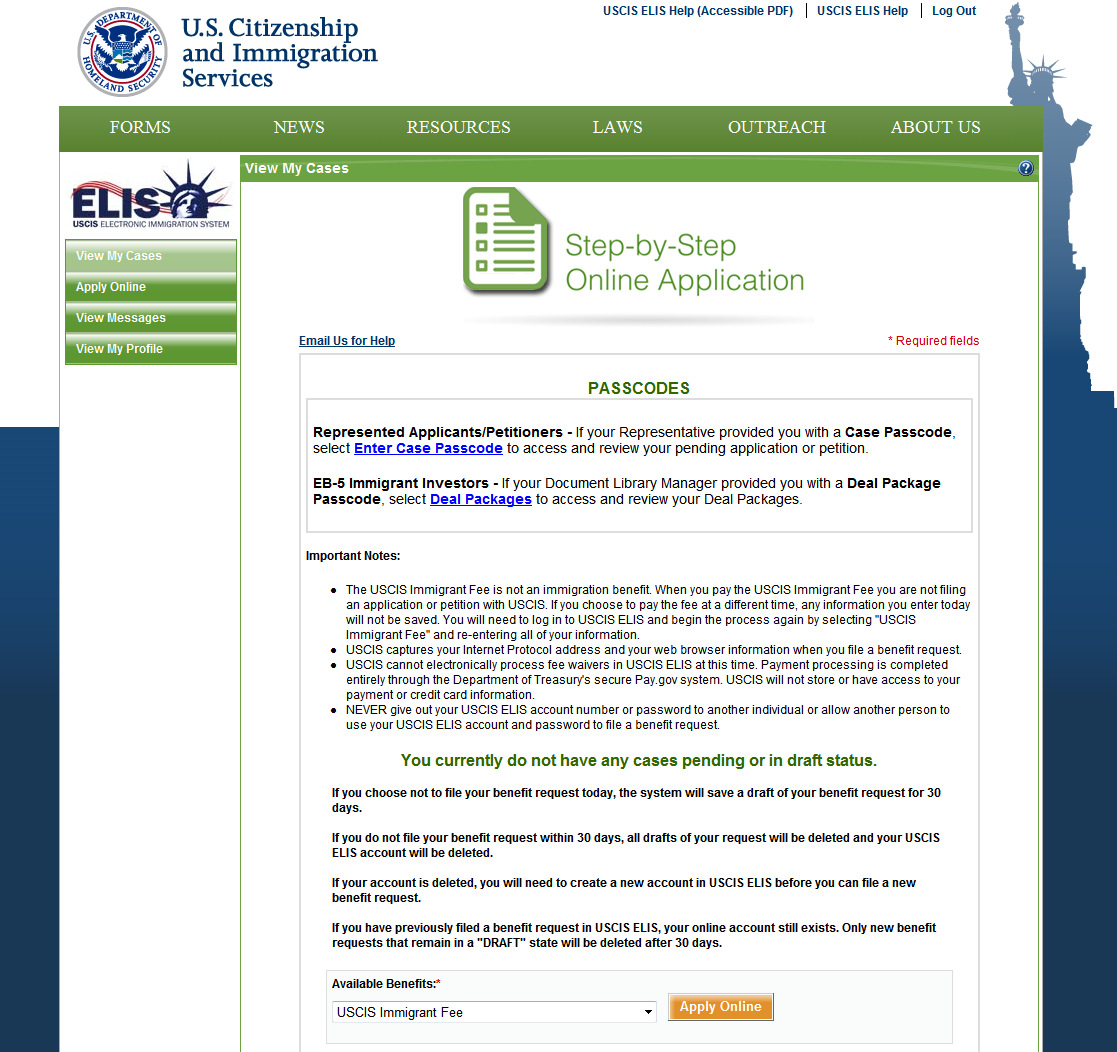 USCIS ELIS Help (Accessible PDF) | USCIS ELIS Help | Log Out
U.S. DEPARTMENT OF HOMELAND SECURITY
U.S. Citizenship
and Immigration
Services
FORMS NEWS RESOURCES LAWS OUTREACH ABOUT US
ELIS
USCIS ELECTRONIC IMMIGRATION SYSTEM
View My Cases
Apply Online
View Messages
View My Profile
View My Cases ?
Step-by-Step
Online Application
Email Us for Help * Required fields
PASSCODES
Represented Applicants/Petitioners - If your Representative provided you with a Case Passcode,
select Enter Case Passcode to access and review your pending application or petition.
EB-5 Immigrant Investors - If your Document Library Manager provided you with a Deal Package
Passcode, select Deal Packages to access and review your Deal Packages.
Important Notes:
• The USCIS Immigrant Fee is not an immigration benefit. When you pay the USCIS Immigrant Fee you are not filing
an application or petition with USCIS. If you choose to pay the fee at a different time, any information you enter today
will not be saved. You will need to log in to USCIS ELIS and begin the process again by selecting "USCIS
Immigrant Fee" and re-entering all of your information.
• USCIS captures your Internet Protocol address and your web browser information when you file a benefit request.
• USCIS cannot electronically process fee waivers in USCIS ELIS at this time. Payment processing is completed
entirely through the Department of Treasury's secure Pay.gov system. USCIS will not store or have access to your
payment or credit card information.
• NEVER give out your USCIS ELIS account number or password to another individual or allow another person to
use your USCIS ELIS account and password to file a benefit request.
You currently do not have any cases pending or in draft status.
If you choose not to file your benefit request today, the system will save a draft of your benefit request for 30
days.
If you do not file your benefit request within 30 days, all drafts of your request will be deleted and your USCIS
ELIS account will be deleted.
If your account is deleted, you will need to create a new account in USCIS ELIS before you can file a new
benefit request.
If you have previously filed a benefit request in USCIS ELIS, your online account still exists. Only new benefit
requests that remain in a "DRAFT" state will be deleted after 30 days.
Available Benefits:*
USCIS Immigrant Fee Apply Online